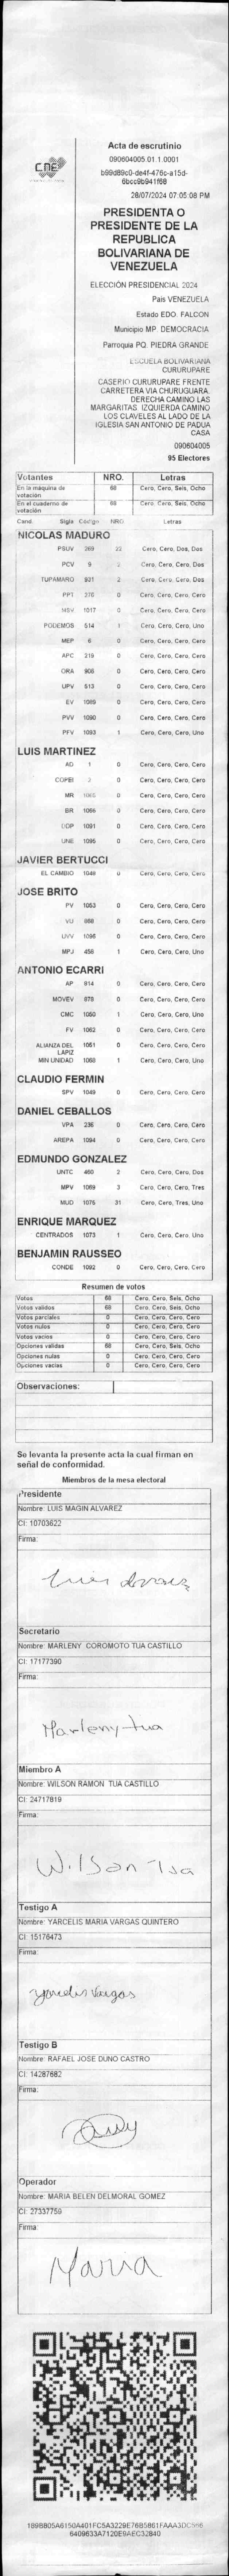 CNE
Acta de escrutinio
090604005.01.1.0001
b99d89c0-de4f-476c-a15d-
6bcc9b941f68
28/07/2024 07:05:08 PM
PRESIDENTA O
PRESIDENTE DE LA
REPUBLICA
BOLIVARIANA DE
VENEZUELA
ELECCIÓN PRESIDENCIAL 2024
Pais VENEZUELA
Estado EDO. FALCON
Municipio MP. DEMOCRACIA
Parroquia PQ. PIEDRA GRANDE
ESCUELA BOLIVARIANA
CURURUPARE
CASERIO CURURUPARE FRENTE
CARRETERA VIA CHURUGUARA.
DERECHA CAMINO LAS
MARGARITAS. IZQUIERDA CAMINO
LOS CLAVELES AL LADO DE LA
IGLESIA SAN ANTONIO DE PADUA
CASA
090604005
95 Electores
Votantes NRO. Letras
En la máquina de votación 68 Cero, Cero, Seis, Ocho
En el cuaderno de votación 68 Cero, Cero, Seis, Ocho
Cand. Sigla Código NRO. Letras
NICOLAS MADURO
PSUV 269 22 Cero, Cero, Dos, Dos
PCV 9 2 Cero, Cero, Cero, Dos
TUPAMARO 921 2 Cero, Cero, Cero, Dos
PPT 376 0 Cero, Cero, Cero, Cero
MSV 1017 0 Cero, Cero, Cero, Cero
PODEMOS 514 1 Cero, Cero, Cero, Uno
MEP 6 0 Cero, Cero, Cero, Cero
APC 219 0 Cero, Cero, Cero, Cero
ORA 908 0 Cero, Cero, Cero, Cero
UPV 513 0 Cero, Cero, Cero, Cero
EV 1089 0 Cero, Cero, Cero, Cero
PVV 1090 0 Cero, Cero, Cero, Cero
PFV 1093 1 Cero, Cero, Cero, Uno
LUIS MARTINEZ
AD 1 0 Cero, Cero, Cero, Cero
COPEI 0 Cero, Cero, Cero, Cero
MR 0 Cero, Cero, Cero, Cero
BR 1066 0 Cero, Cero, Cero, Cero
DDP 1091 0 Cero, Cero, Cero, Cero
UNE 1095 0 Cero, Cero, Cero, Cero
JAVIER BERTUCCI
EL CAMBIO 1048 0 Cero, Cero, Cero, Cero
JOSE BRITO
PV 1053 0 Cero, Cero, Cero, Cero
VU 868 0 Cero, Cero, Cero, Cero
UVV 1096 0 Cero, Cero, Cero, Cero
MPJ 456 1 Cero, Cero, Cero, Uno
ANTONIO ECARRI
AP 914 0 Cero, Cero, Cero, Cero
MOVEV 878 0 Cero, Cero, Cero, Cero
CMC 1050 1 Cero, Cero, Cero, Uno
FV 1062 0 Cero, Cero, Cero, Cero
ALIANZA DEL LAPIZ 1051 0 Cero, Cero, Cero, Cero
MIN UNIDAD 1068 1 Cero, Cero, Cero, Uno
CLAUDIO FERMIN
SPV 1049 0 Cero, Cero, Cero, Cero
DANIEL CEBALLOS
VPA 236 0 Cero, Cero, Cero, Cero
AREPA 1094 0 Cero, Cero, Cero, Cero
EDMUNDO GONZALEZ
UNTC 460 2 Cero, Cero, Cero, Dos
MPV 1069 3 Cero, Cero, Cero, Tres
MUD 1076 31 Cero, Cero, Tres, Uno
ENRIQUE MARQUEZ
CENTRADOS 1073 1 Cero, Cero, Cero, Uno
BENJAMIN RAUSSEO
CONDE 1092 0 Cero, Cero, Cero, Cero
Resumen de votos
Votos 68 Cero, Cero, Seis, Ocho
Votos validos 68 Cero, Cero, Seis, Ocho
Votos parciales 0 Cero, Cero, Cero, Cero
Votos nulos 0 Cero, Cero, Cero, Cero
Votos vacios 0 Cero, Cero, Cero, Cero
Opciones validas 68 Cero, Cero, Seis, Ocho
Opciones nulas 0 Cero, Cero, Cero, Cero
Opciones vacias 0 Cero, Cero, Cero, Cero
Observaciones:
Se levanta la presente acta la cual firman en
señal de conformidad.
Miembros de la mesa electoral
Presidente
Nombre: LUIS MAGIN ALVAREZ
CI: 10703622
Firma:
Luis Alvarez
Secretario
Nombre: MARLENY COROMOTO TUA CASTILLO
CI: 17177390
Firma:
Marleny tua
Miembro A
Nombre: WILSON RAMON TUA CASTILLO
CI: 24717819
Firma:
Wilson Tua
Testigo A
Nombre: YARCELIS MARIA VARGAS QUINTERO
CI: 15176473
Firma:
Yarcelis Vargas
Testigo B
Nombre: RAFAEL JOSE DUNO CASTRO
CI: 14287682
Firma:
Operador
Nombre: MARIA BELEN DELMORAL GOMEZ
CI: 27337759
Firma:
Maria